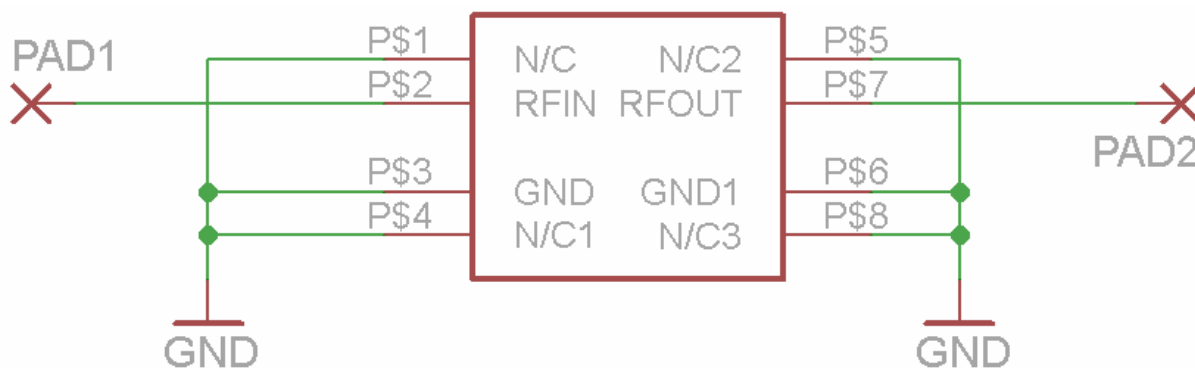 PAD1
P$1
N/C
N/C2
P$5
P$2
RFIN
RFOUT
P$7
PAD2
P$3
GND
GND1
P$6
P$4
N/C1
N/C3
P$8
GND
GND